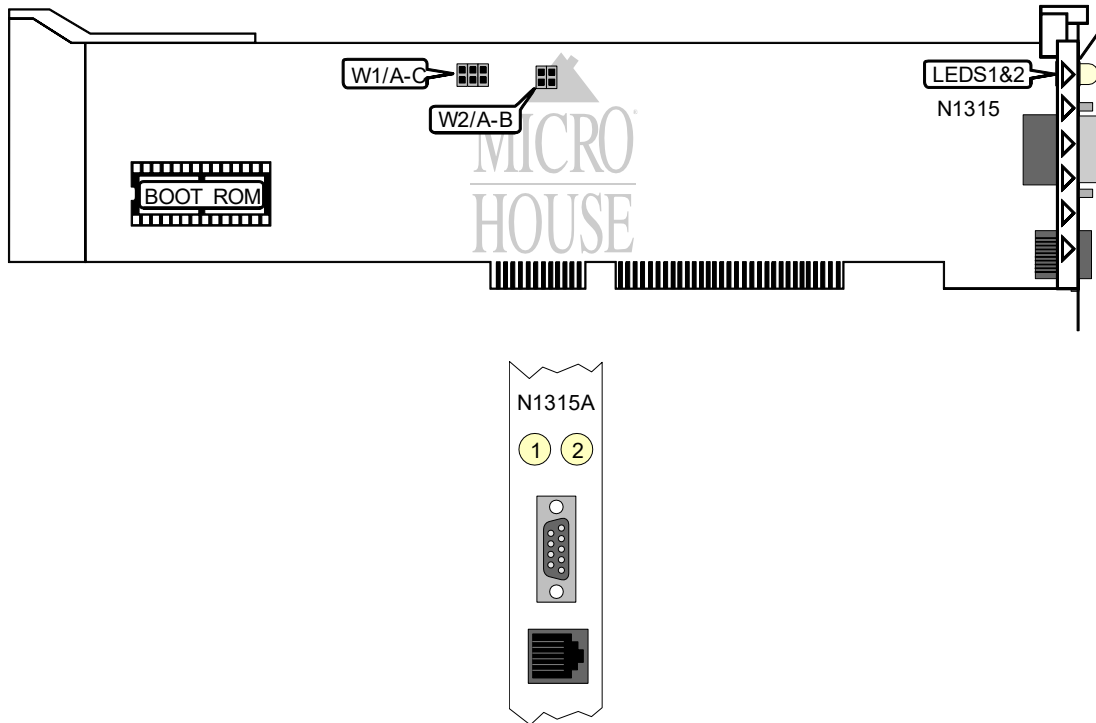 W1/A-C
W2/A-B
LEDS1&2
N1315
MICRO
HOUSE
BOOT ROM
N1315A
1 2